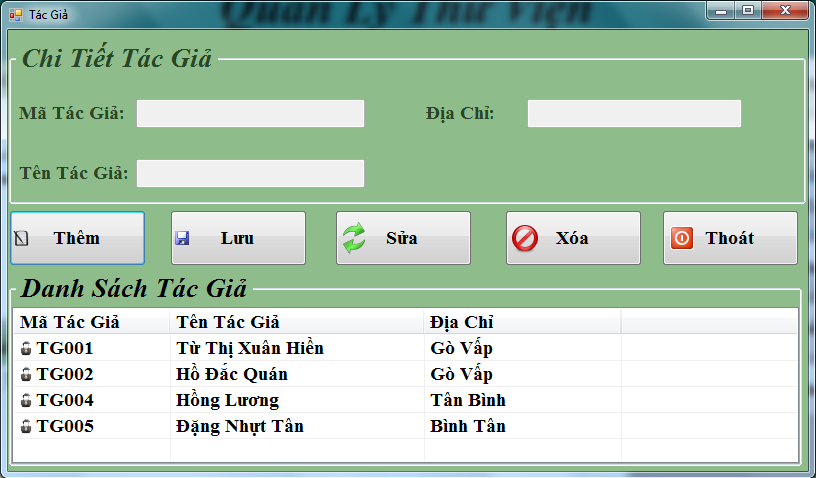 Quản Lý Thư Viện
Tác Giả
Chi Tiết Tác Giả
Mã Tác Giả: Địa Chỉ:
Tên Tác Giả:
Thêm Lưu Sửa Xóa Thoát
Danh Sách Tác Giả
Mã Tác Giả Tên Tác Giả Địa Chỉ
TG001 Từ Thị Xuân Hiền Gò Vấp
TG002 Hồ Đắc Quán Gò Vấp
TG004 Hồng Lương Tân Bình
TG005 Đặng Nhựt Tân Bình Tân